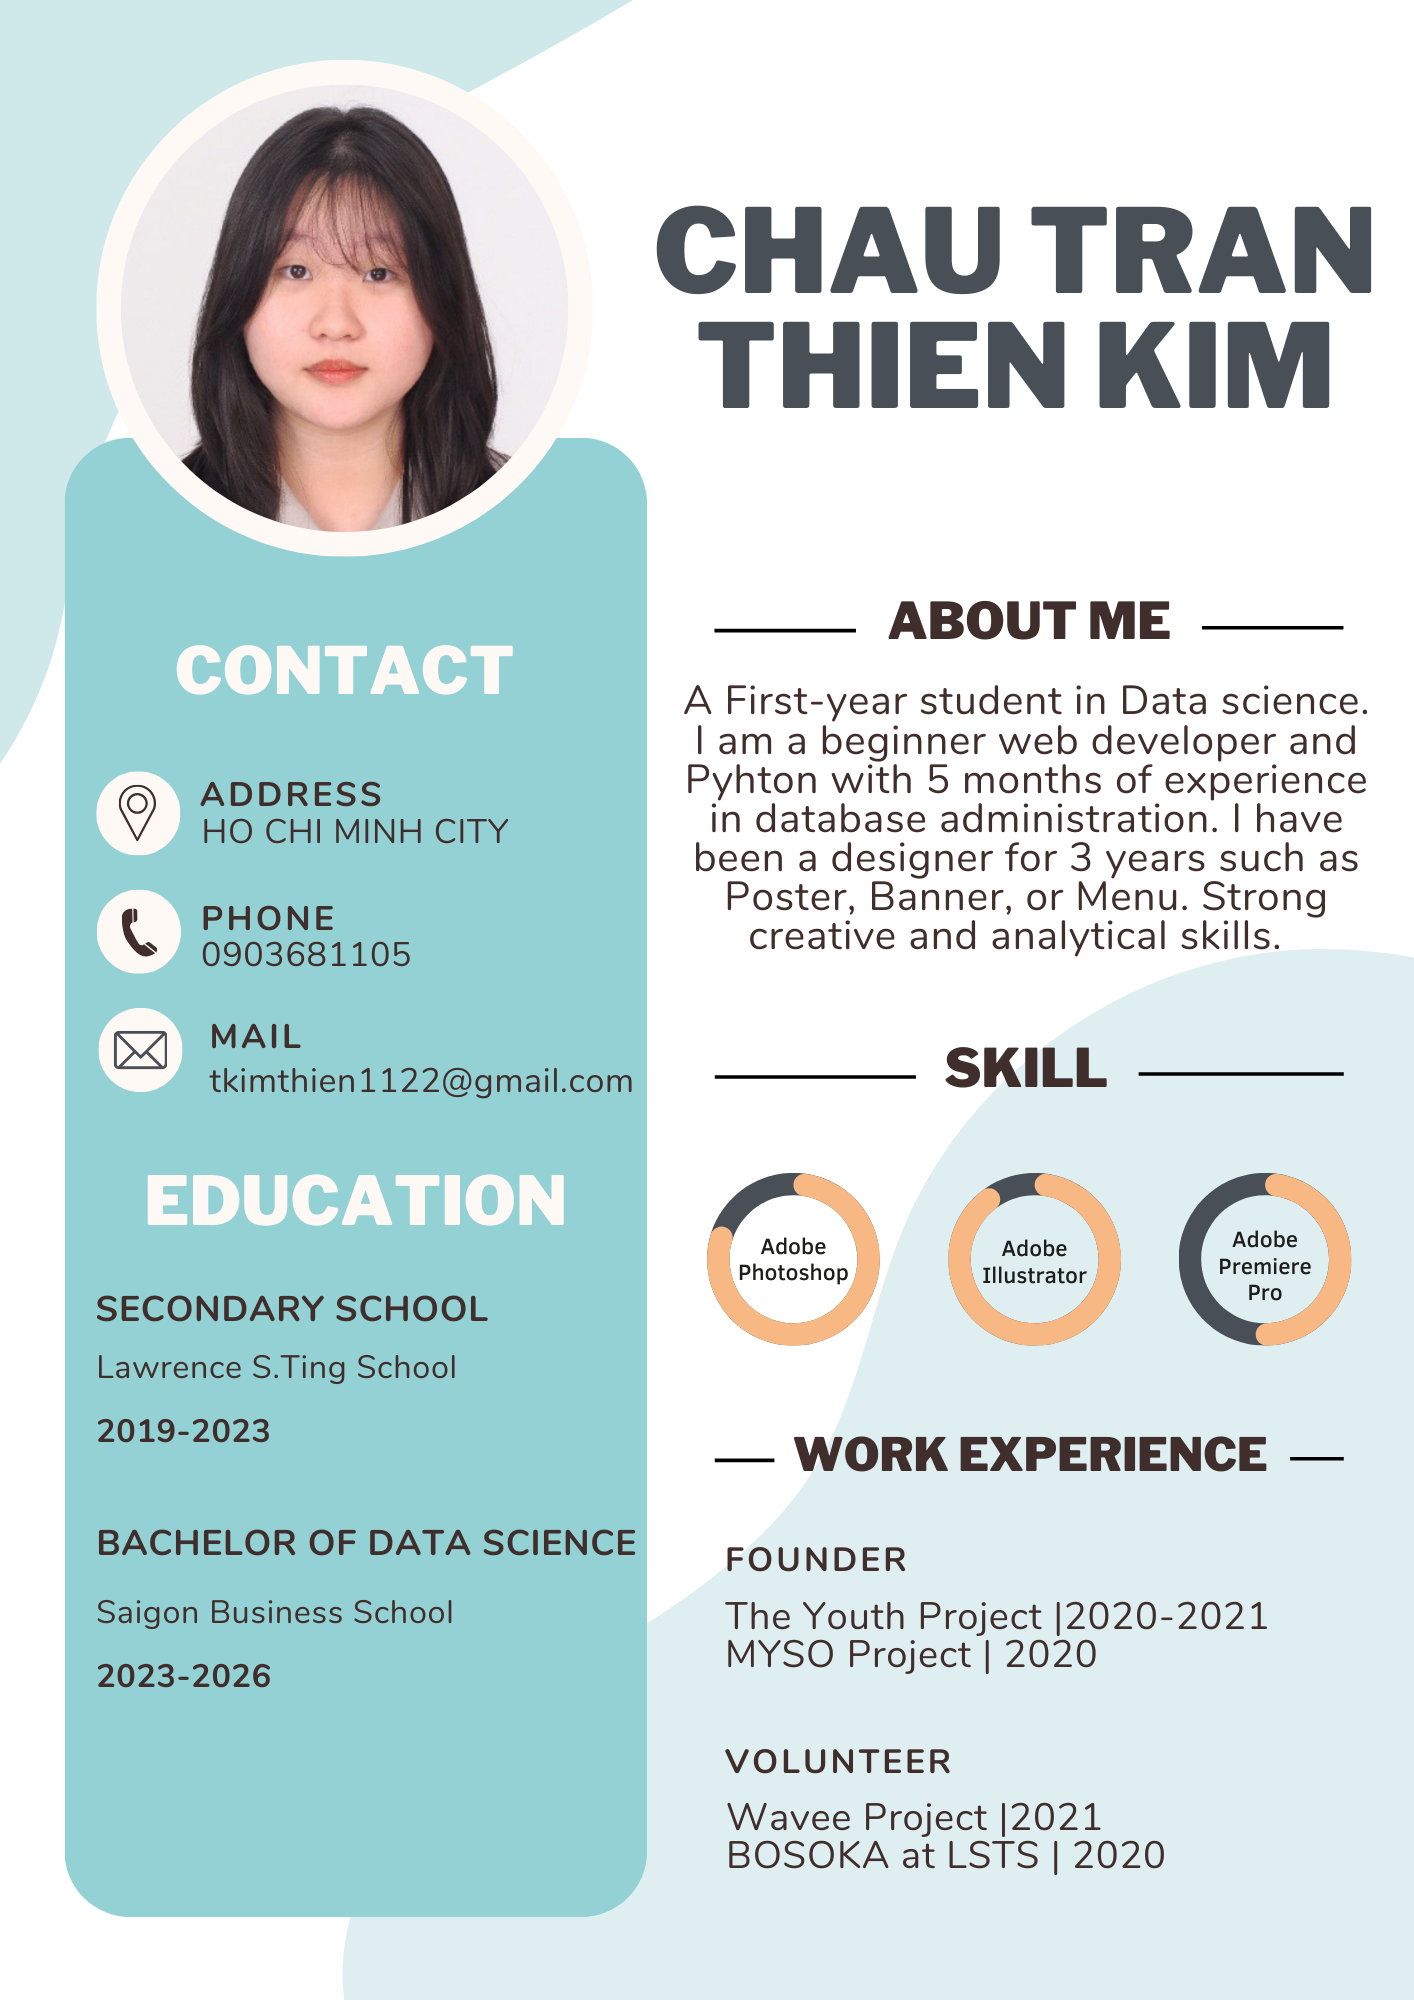 CHAU TRAN
THIEN KIM
CONTACT
ADDRESS
HO CHI MINH CITY
PHONE
0903681105
MAIL
tkimthien1122@gmail.com
EDUCATION
SECONDARY SCHOOL
Lawrence S.Ting School
2019-2023
BACHELOR OF DATA SCIENCE
Saigon Business School
2023-2026
ABOUT ME
A First-year student in Data science.
I am a beginner web developer and
Pyhton with 5 months of experience
in database administration. I have
been a designer for 3 years such as
Poster, Banner, or Menu. Strong
creative and analytical skills.
SKILL
Adobe
Photoshop
Adobe
Illustrator
Adobe
Premiere
Pro
WORK EXPERIENCE
FOUNDER
The Youth Project |2020-2021
MYSO Project | 2020
VOLUNTEER
Wavee Project |2021
BOSOKA at LSTS | 2020